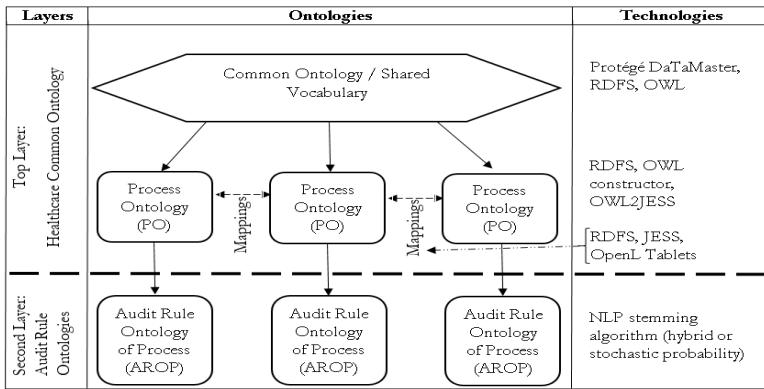 Layers
Ontologies
Technologies
Top Layer:
Healthcare Common Ontology
Common Ontology / Shared
Vocabulary
Protégé DaTaMaster,
RDFS, OWL
Process
Ontology
(PO)
Mappings
Process
Ontology
(PO)
Mappings
Process
Ontology
(PO)
RDFS, OWL
constructor,
OWL2JESS
RDFS, JESS,
OpenL Tablets
Second Layer:
Audit Rule
Ontologies
Audit Rule
Ontology
of Process
(AROP)
Audit Rule
Ontology
of Process
(AROP)
Audit Rule
Ontology
of Process
(AROP)
NLP stemming
algorithm (hybrid or
stochastic probability)